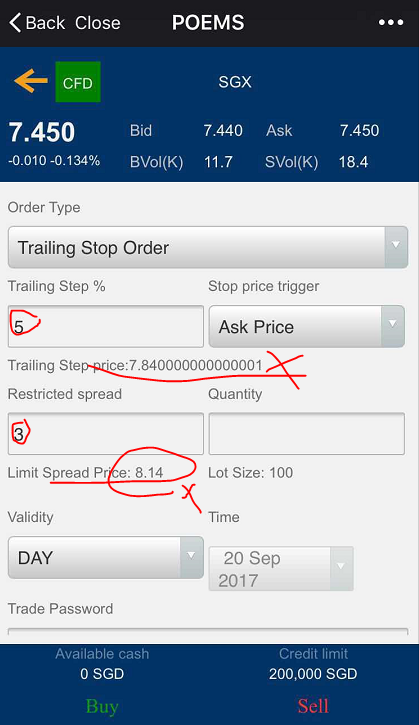 Back Close POEMS •••
CFD SGX
7.450 Bid 7.440 Ask 7.450
-0.010 -0.134% BVol(K) 11.7 SVol(K) 18.4
Order Type
Trailing Stop Order
Trailing Step % Stop price trigger
5 Ask Price
Trailing Step price:7.840000000000001
Restricted spread Quantity
3
Limit Spread Price: 8.14 Lot Size: 100
Validity Time
DAY 20 Sep
2017
Trade Password
Available cash Credit limit
0 SGD 200,000 SGD
Buy Sell